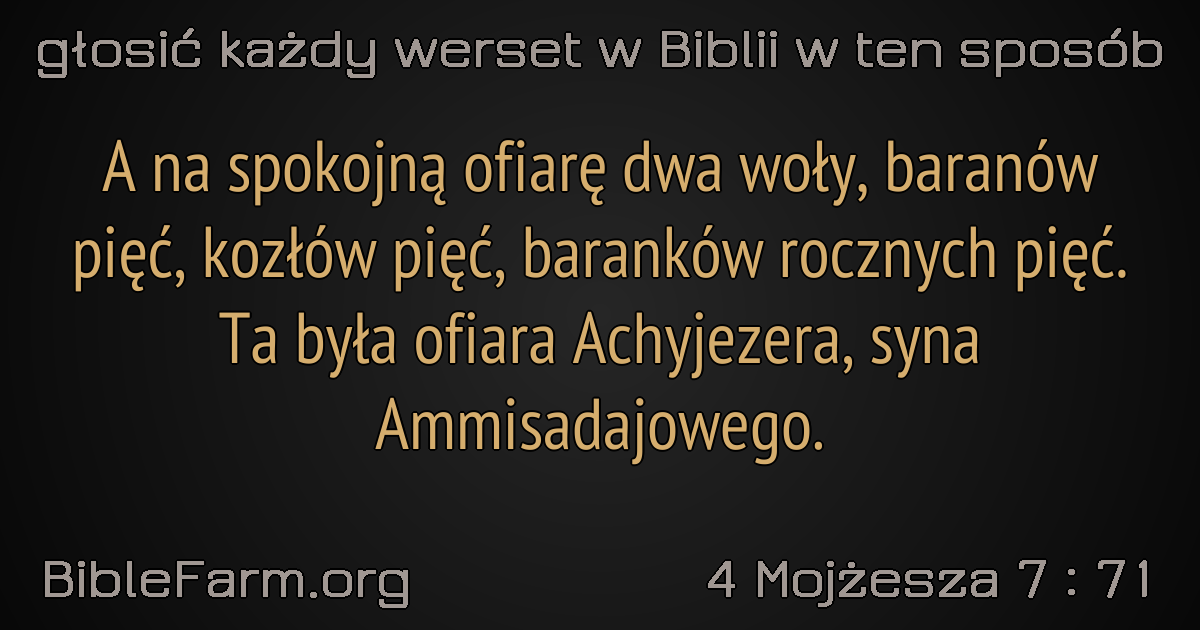 głosić każdy werset w Biblii w ten sposób
A na spokojną ofiarę dwa woły, baranów
pięć, kozłów pięć, baranków rocznych pięć.
Ta była ofiara Achyjezera, syna
Ammisadajowego.
BibleFarm.org
4 Mojżesza 7 : 71